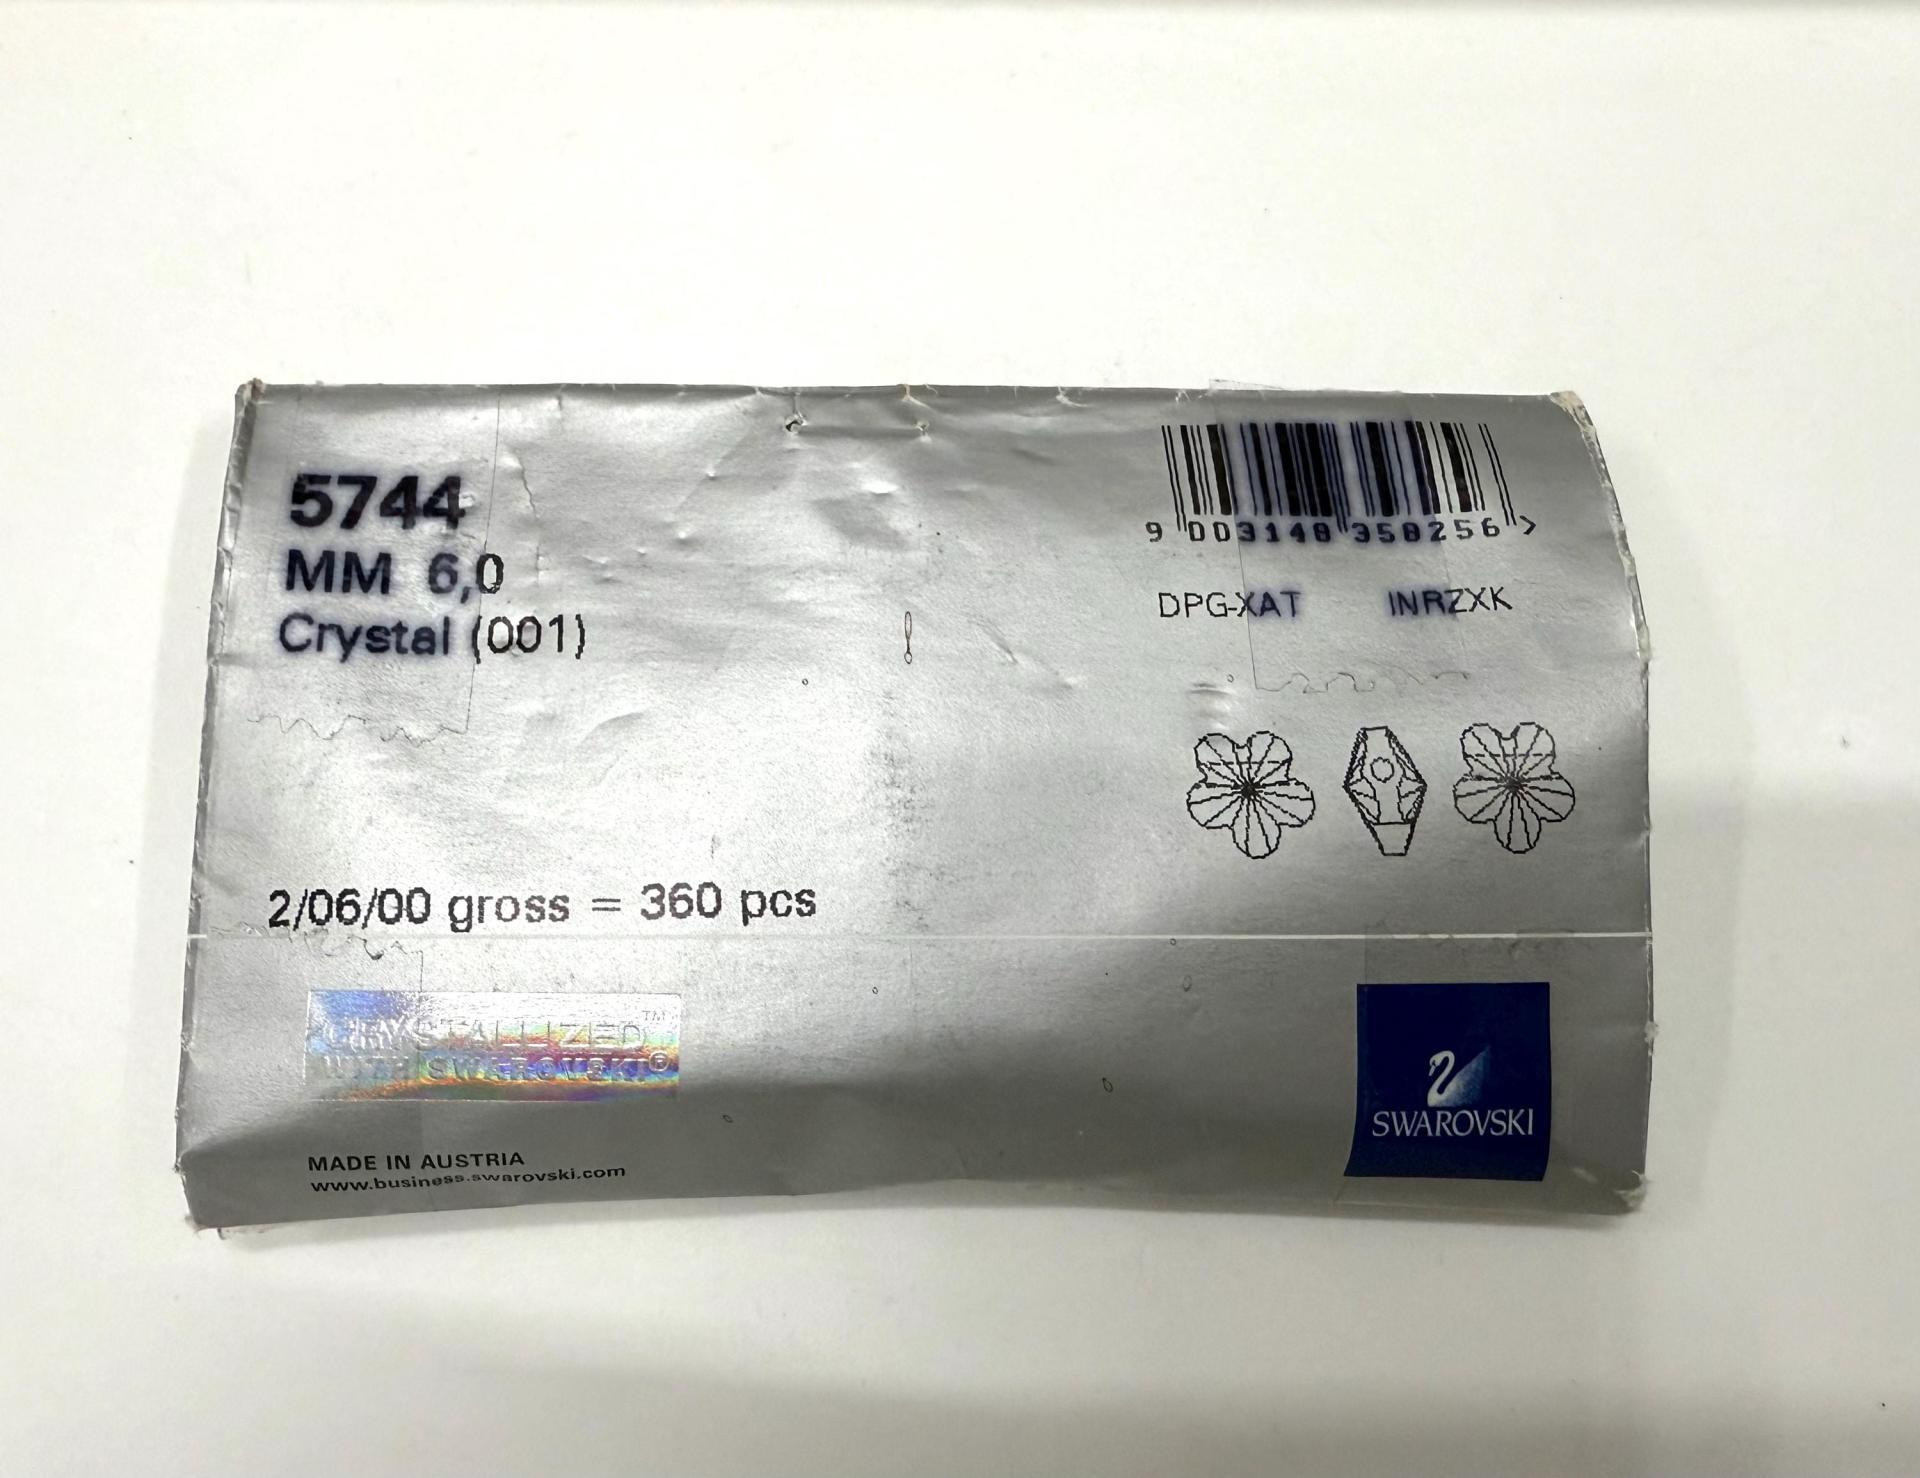 5744
MM 6,0
Crystal (001)
9 003148 358256 >
DPG-XAT INRZXK
2/06/00 gross = 360 pcs
CRYSTALLIZED™
WITH SWAROVSKI®
MADE IN AUSTRIA
www.business.swarovski.com
SWAROVSKI